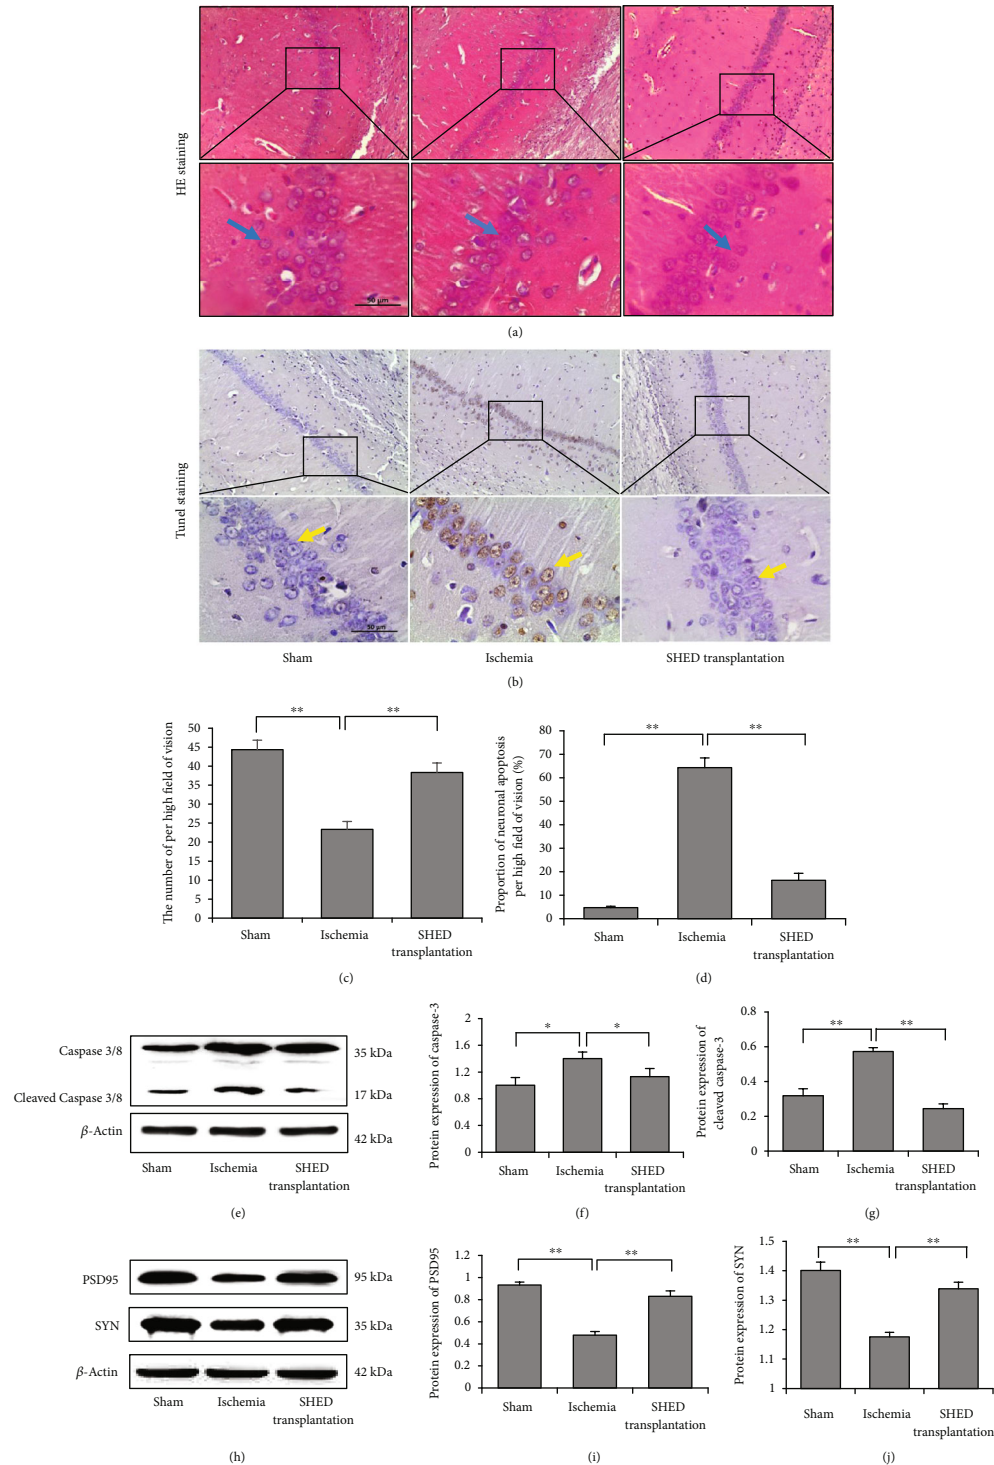 HE staining
50 μm
(a)
Tunel staining
50 μm
Sham
Ischemia
SHED transplantation
(b)
The number of per high field of vision
50
45
40
35
30
25
20
15
10
5
0
**
**
Sham
Ischemia
SHED
transplantation
(c)
Proportion of neuronal apoptosis
per high field of vision (%)
80
70
60
50
40
30
20
10
0
**
**
Sham
Ischemia
SHED
transplantation
(d)
Caspase 3/8
35 kDa
Cleaved Caspase 3/8
17 kDa
β-Actin
42 kDa
Sham
Ischemia
SHED
transplantation
(e)
Protein expression of caspase-3
2
1.6
1.2
0.8
0.4
0
*
*
Sham
Ischemia
SHED
transplantation
(f)
Protein expression of
cleaved caspase-3
0.8
0.6
0.4
0.2
0
**
**
Sham
Ischemia
SHED
transplantation
(g)
PSD95
95 kDa
SYN
35 kDa
β-Actin
42 kDa
Sham
Ischemia
SHED
transplantation
(h)
Protein expression of PSD95
1.2
1
0.8
0.6
0.4
0.2
0
**
**
Sham
Ischemia
SHED
transplantation
(i)
Protein expression of SYN
1.5
1.4
1.3
1.2
1.1
1
**
**
Sham
Ischemia
SHED
transplantation
(j)